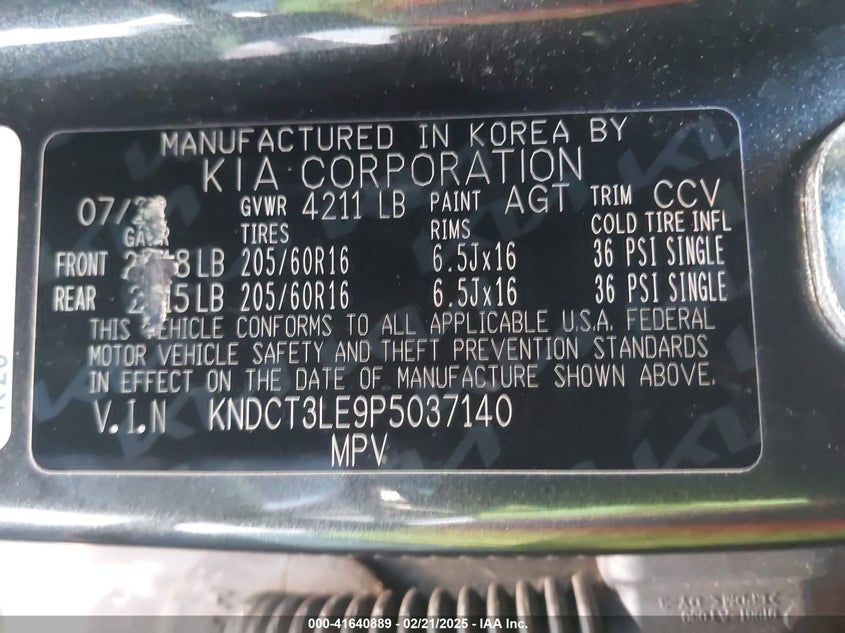 MANUFACTURED IN KOREA BY
KIA CORPORATION
GVWR 4211 LB PAINT AGT TRIM CCV
TIRES RIMS COLD TIRE INFL
FRONT LB 205/60R16 6.5Jx16 36 PSI SINGLE
REAR LB 205/60R16 6.5Jx16 36 PSI SINGLE
THIS VEHICLE CONFORMS TO ALL APPLICABLE U.S.A. FEDERAL
MOTOR VEHICLE SAFETY AND THEFT PREVENTION STANDARDS
IN EFFECT ON THE DATE OF MANUFACTURE SHOWN ABOVE.
V.I.N KNDCT3LE9P5037140
MPV
000-41640889 / 02/21/2025 — IAA Inc.